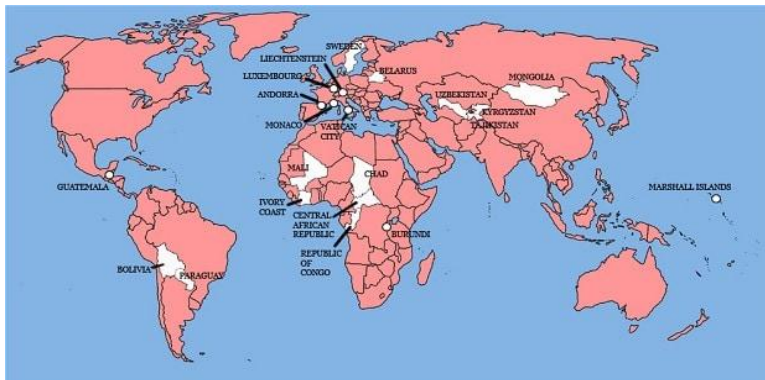 SWEDEN
LIECHTENSTEIN
LUXEMBOURG
BELARUS
MONGOLIA
ANDORRA
UZBEKISTAN
KYRGYZSTAN
MONACO
VATICAN
CITY
TAJIKISTAN
MALI
CHAD
GUATEMALA
MARSHALL ISLANDS
IVORY
COAST
CENTRAL
AFRICAN
REPUBLIC
BURUNDI
REPUBLIC
OF
CONGO
BOLIVIA
PARAGUAY